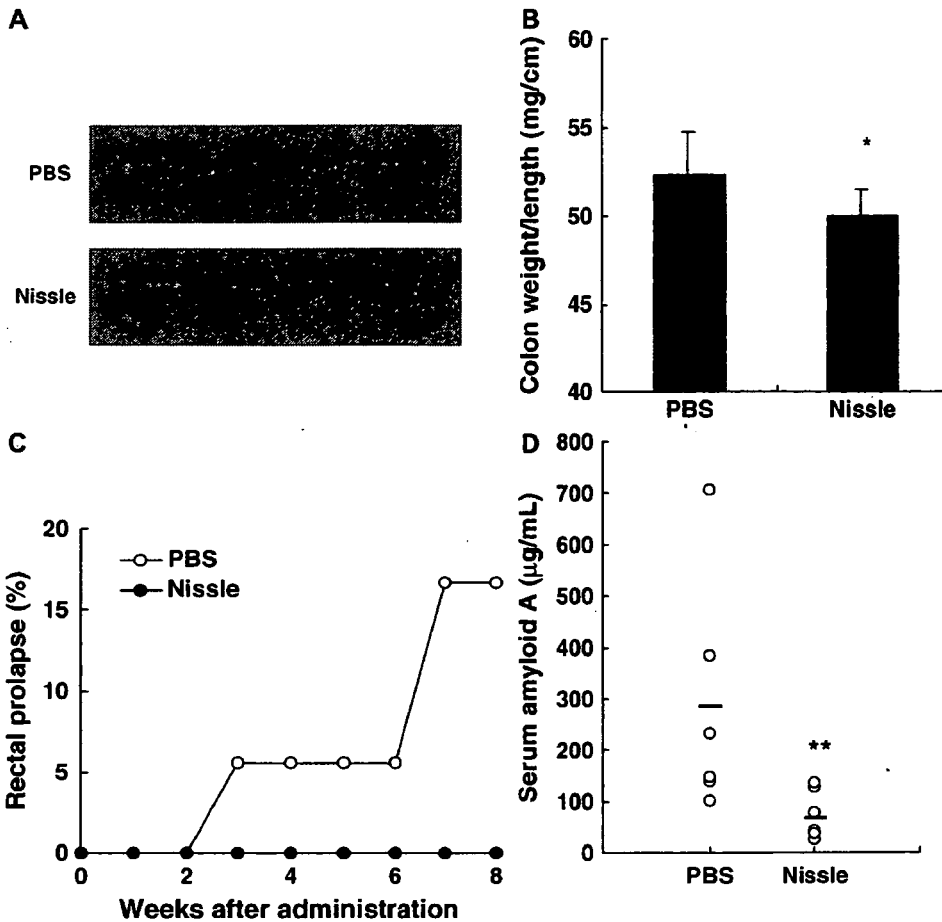 A
PBS
Nissle
B
Colon weight/length (mg/cm)
60
55
50
45
40
*
PBS Nissle
C
Rectal prolapse (%)
20
15
10
5
0
PBS
Nissle
0 2 4 6 8
Weeks after administration
D
Serum amyloid A (µg/mL)
800
700
600
500
400
300
200
100
0
**
PBS Nissle